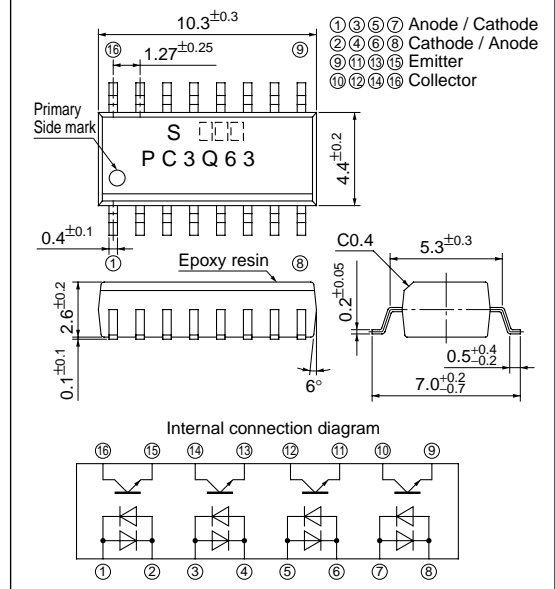 10.3±0.3
⑯ 1.27±0.25 ⑨
①③⑤⑦ Anode / Cathode
②④⑥⑧ Cathode / Anode
⑨⑪⑬⑮ Emitter
⑩⑫⑭⑯ Collector
Primary
Side mark
S
PC3Q63
4.4±0.2
0.4±0.1
① ⑧
Epoxy resin
2.6±0.2
0.1±0.1
6°
C0.4
5.3±0.3
0.2±0.05
0.5+0.4−0.2
7.0+0.2−0.7
Internal connection diagram
⑯ ⑮ ⑭ ⑬ ⑫ ⑪ ⑩ ⑨
① ② ③ ④ ⑤ ⑥ ⑦ ⑧